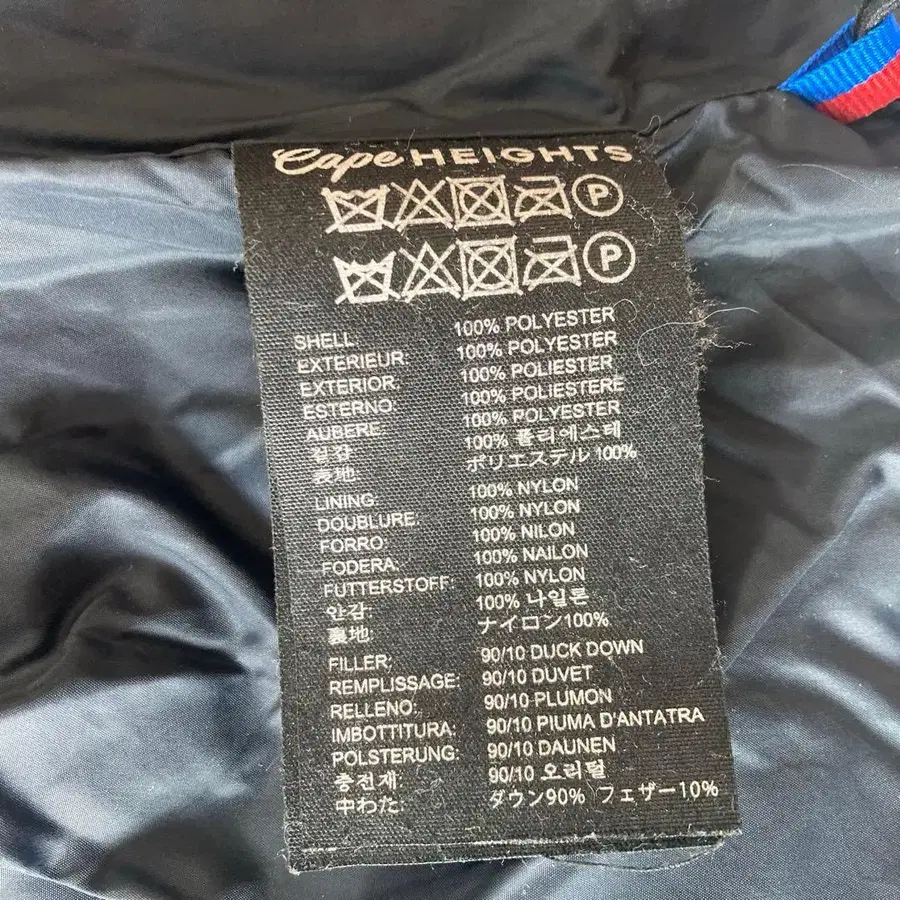 Cape HEIGHTS
P
P
SHELL: 100% POLYESTER
EXTERIEUR: 100% POLYESTER
EXTERIOR: 100% POLIESTER
ESTERNO: 100% POLIESTERE
AUBERE: 100% POLYESTER
겉감 100% 폴리에스테
表地: ポリエステル 100%
LINING: 100% NYLON
DOUBLURE: 100% NYLON
FORRO: 100% NILON
FODERA: 100% NAILON
FUTTERSTOFF: 100% NYLON
안감: 100% 나일론
裏地: ナイロン100%
FILLER: 90/10 DUCK DOWN
REMPLISSAGE: 90/10 DUVET
RELLENO: 90/10 PLUMON
IMBOTTITURA: 90/10 PIUMA D'ANTATRA
POLSTERUNG: 90/10 DAUNEN
충전재: 90/10 오리털
中わた: ダウン90% フェザー10%